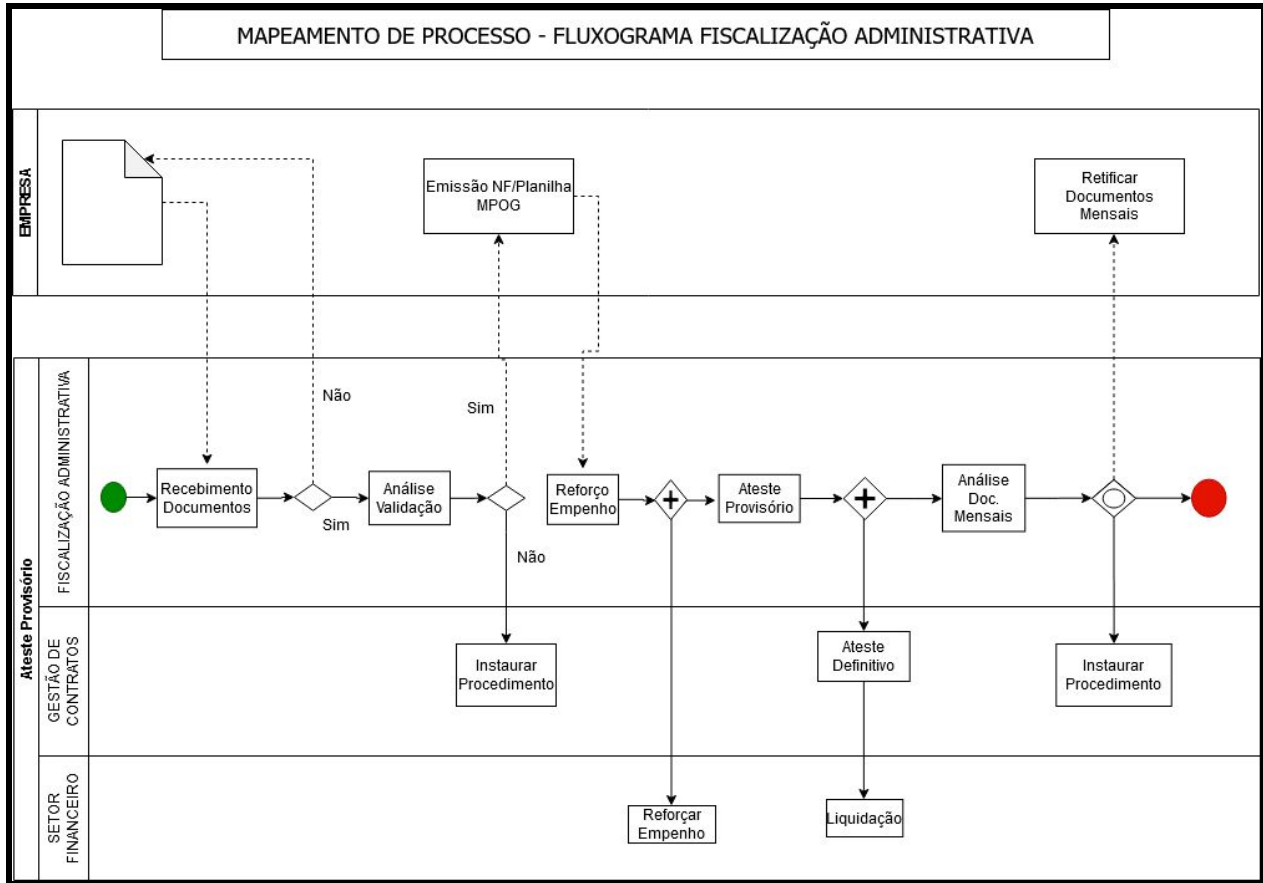 MAPEAMENTO DE PROCESSO - FLUXOGRAMA FISCALIZAÇÃO ADMINISTRATIVA
EMPRESA
Emissão NF/Planilha
MPOG
Retificar
Documentos
Mensais
Ateste Provisório
FISCALIZAÇÃO ADMINISTRATIVA
Não
Sim
Recebimento
Documentos
Sim
Análise
Validação
Não
Reforço
Empenho
Ateste
Provisório
Análise
Doc.
Mensais
GESTÃO DE
CONTRATOS
Instaurar
Procedimento
Ateste
Definitivo
Instaurar
Procedimento
SETOR
FINANCEIRO
Reforçar
Empenho
Liquidação